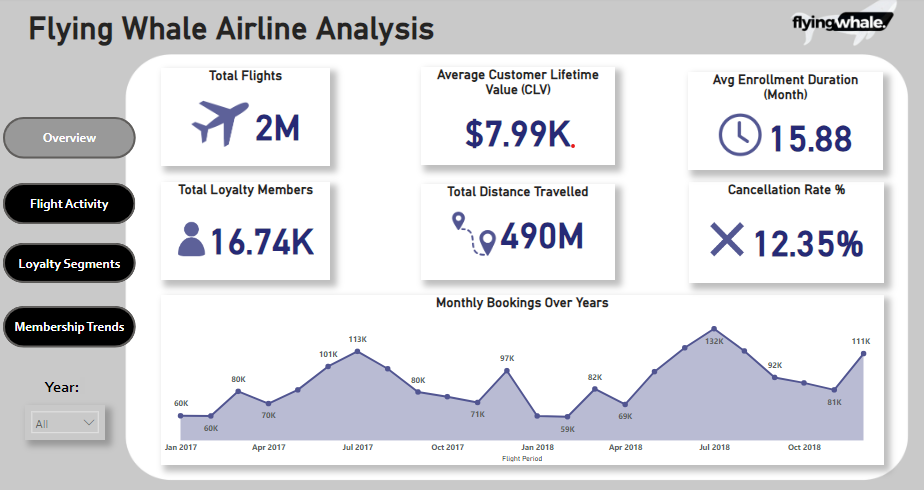 Flying Whale Airline Analysis
flyingwhale.
Total Flights
2M
Average Customer Lifetime
Value (CLV)
$7.99K.
Avg Enrollment Duration
(Month)
15.88
Overview
Flight Activity
Loyalty Segments
Membership Trends
Year:
All
Total Loyalty Members
16.74K
Total Distance Travelled
490M
Cancellation Rate %
12.35%
Monthly Bookings Over Years
60K
60K
80K
70K
101K
113K
80K
71K
97K
59K
82K
69K
132K
92K
81K
111K
Jan 2017
Apr 2017
Jul 2017
Oct 2017
Jan 2018
Apr 2018
Jul 2018
Oct 2018
Flight Period